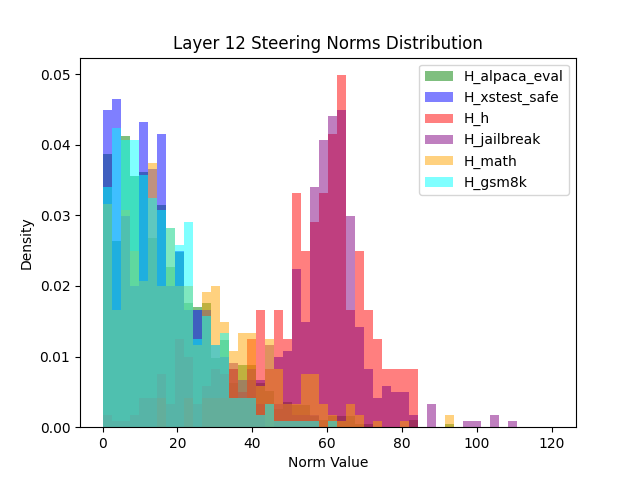 Layer 12 Steering Norms Distribution
0.05
0.04
0.03
0.02
0.01
0.00
Density
0 20 40 60 80 100 120
Norm Value
H_alpaca_eval
H_xstest_safe
H_h
H_jailbreak
H_math
H_gsm8k